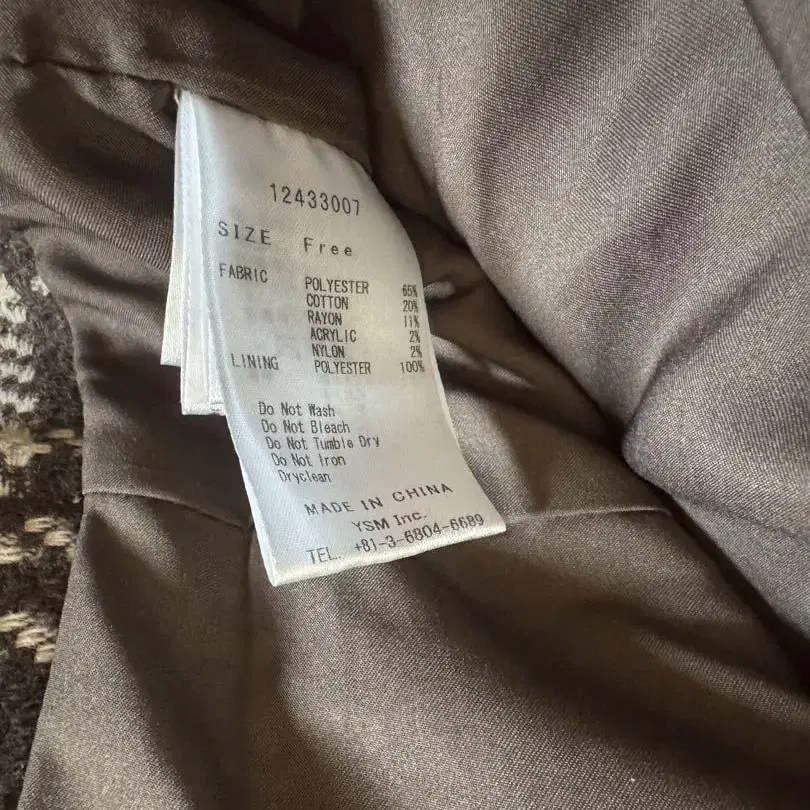 12433007
SIZE Free
FABRIC POLYESTER 65%
COTTON 20%
RAYON 11%
ACRYLIC 2%
NYLON 2%
LINING POLYESTER 100%
Do Not Wash
Do Not Bleach
Do Not Tumble Dry
Do Not Iron
Dryclean
MADE IN CHINA
YSM Inc.
TEL. +81-3-6804-6689